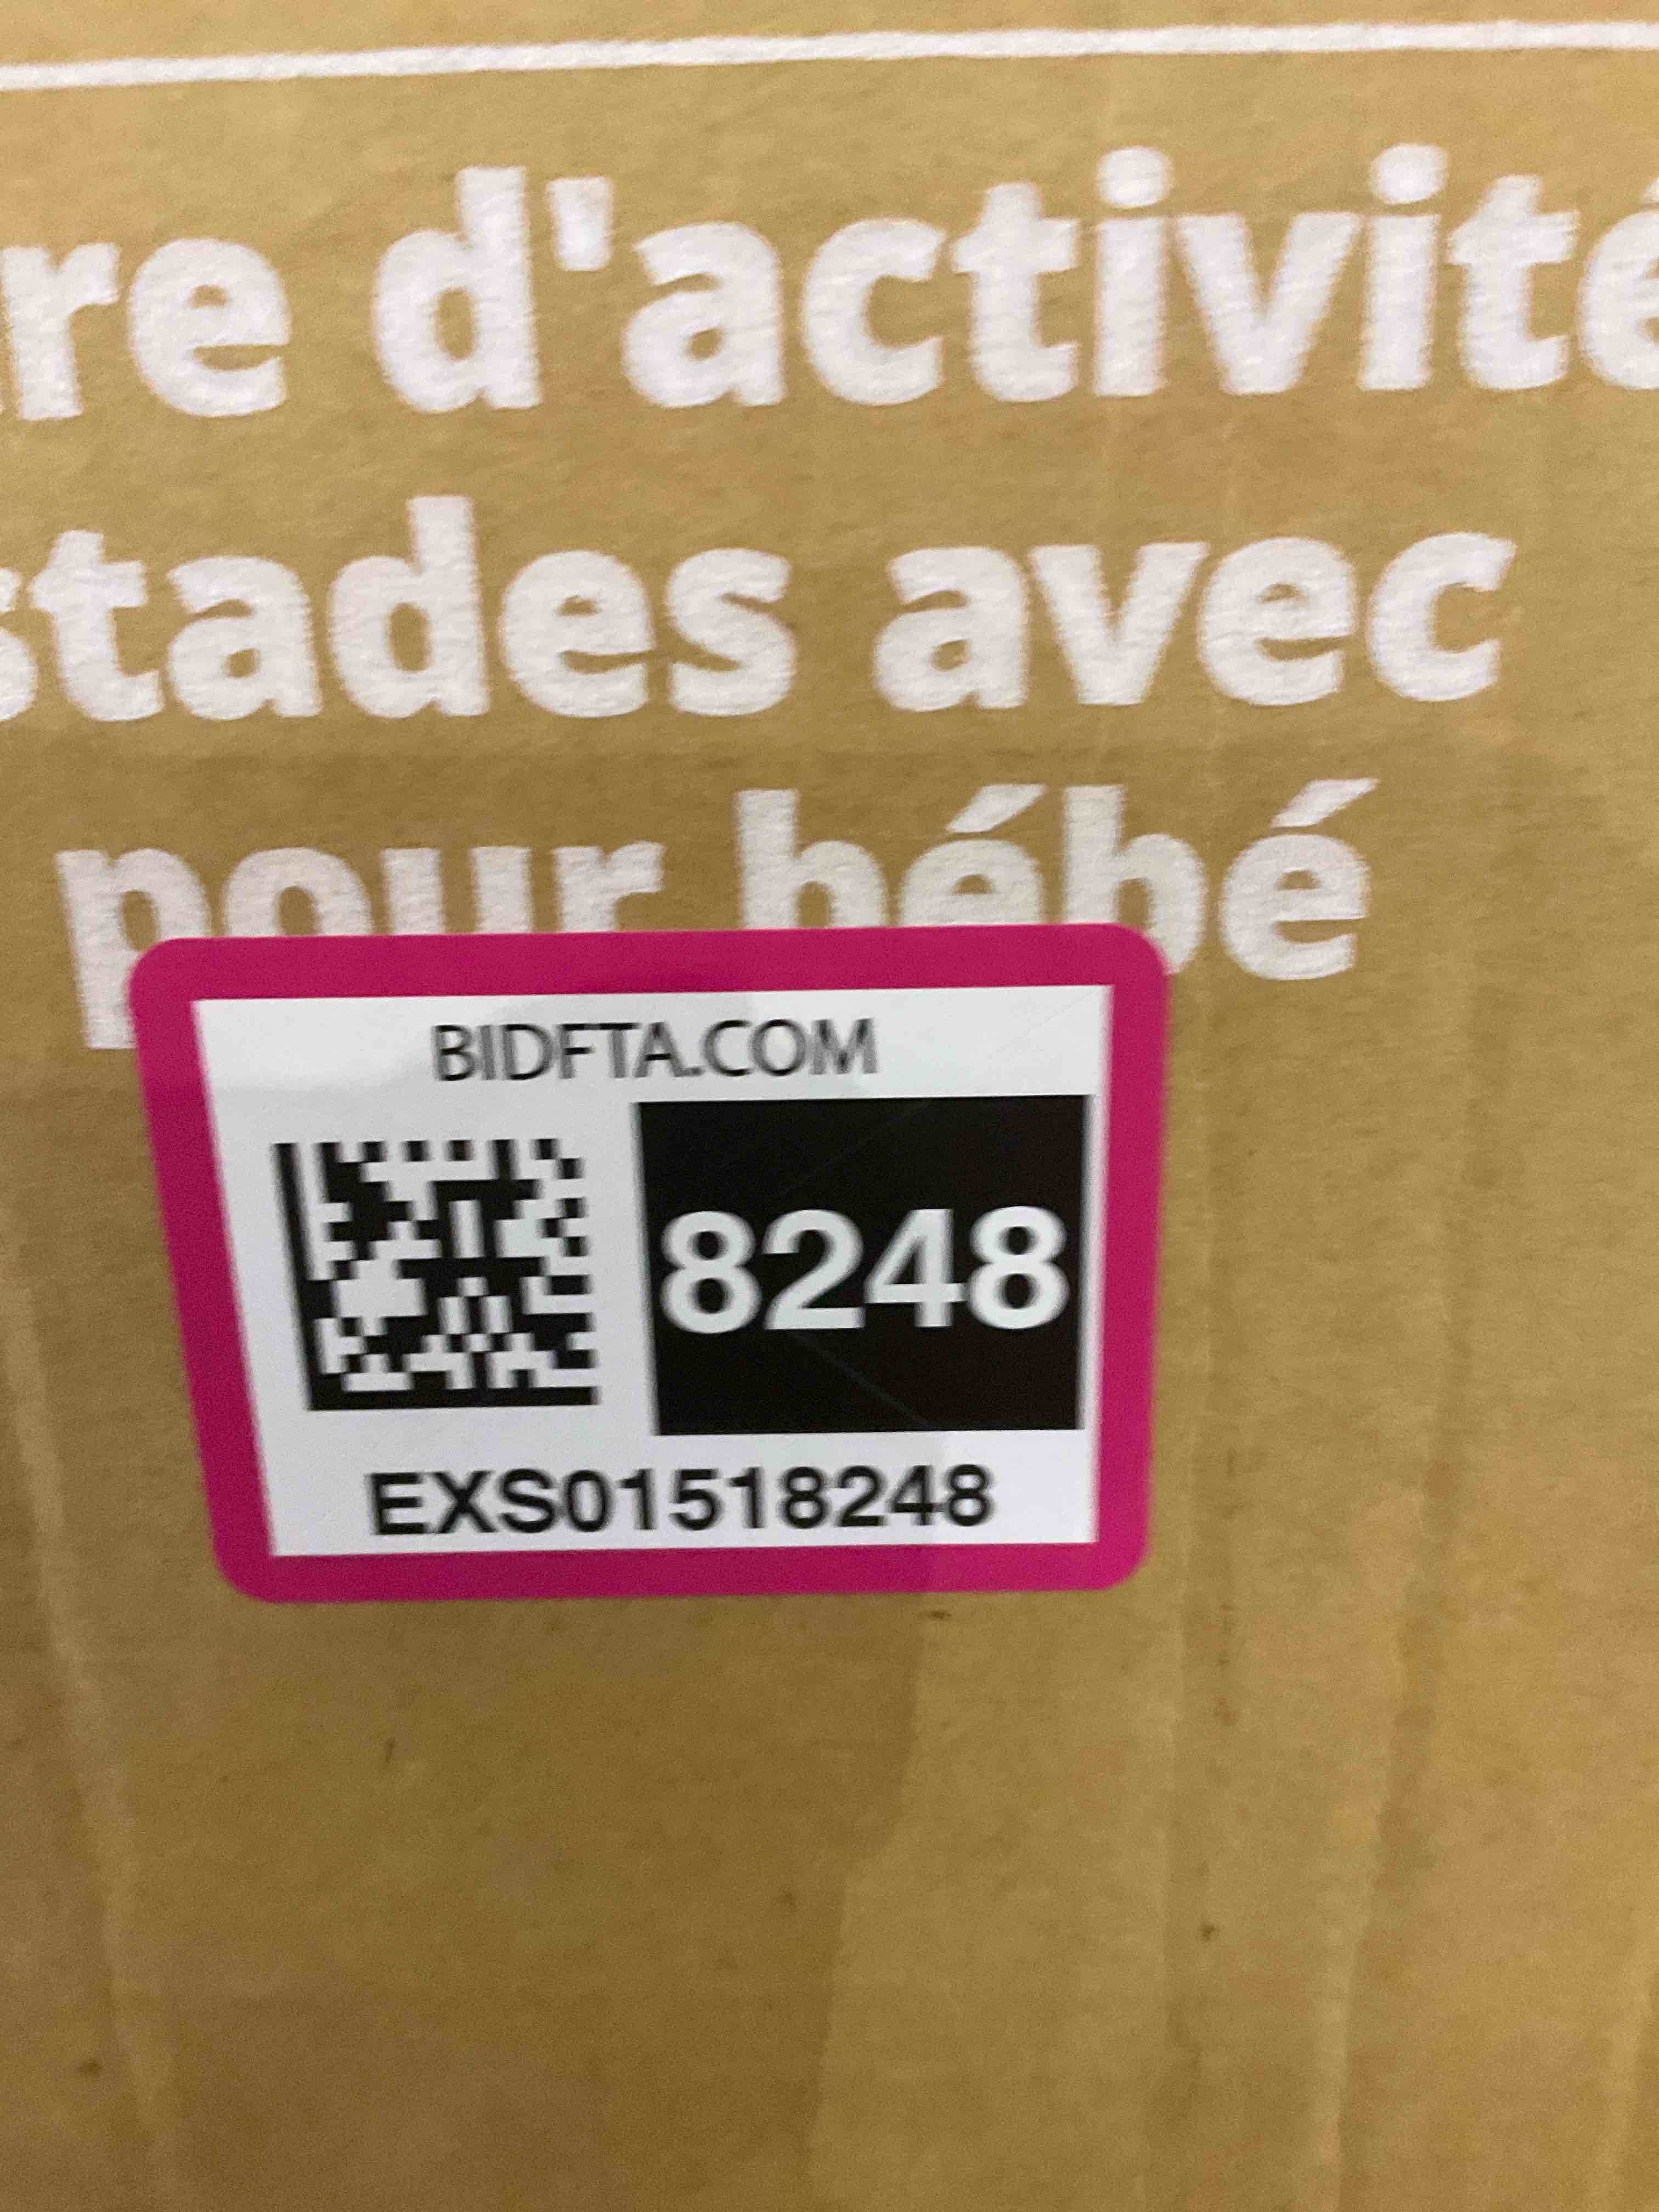 re d'activité
stades avec
pour bébé
BIDFTA.COM
8248
EXS01518248